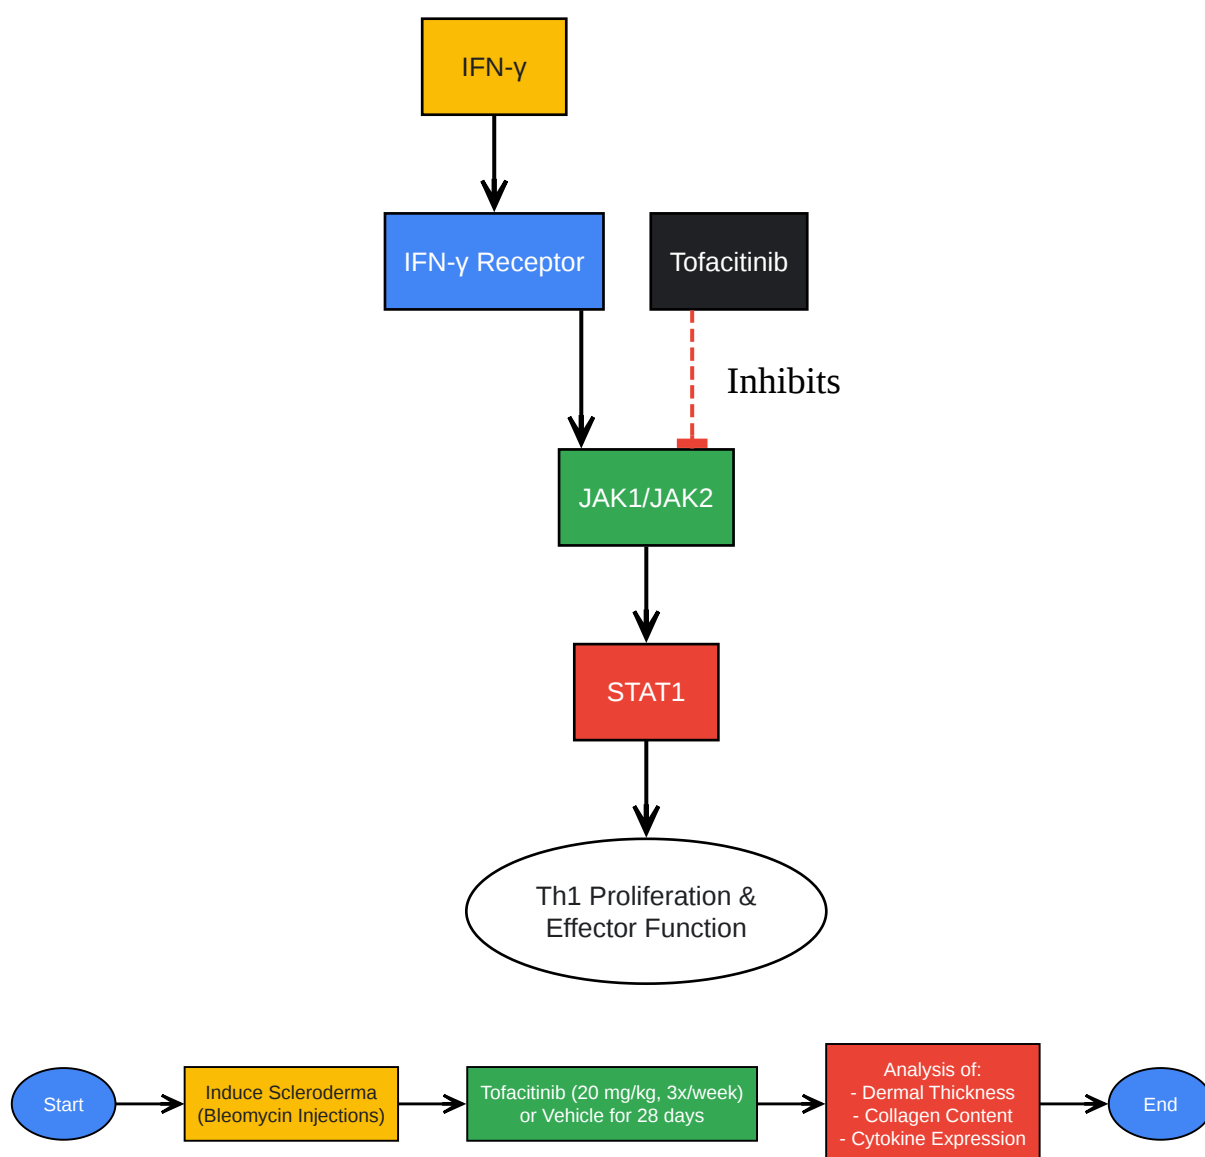 IFN-γ
IFN-γ Receptor
Tofacitinib
Inhibits
JAK1/JAK2
STAT1
Th1 Proliferation &
Effector Function
Start
Induce Scleroderma
(Bleomycin Injections)
Tofacitinib (20 mg/kg, 3x/week)
or Vehicle for 28 days
Analysis of:
- Dermal Thickness
- Collagen Content
- Cytokine Expression
End